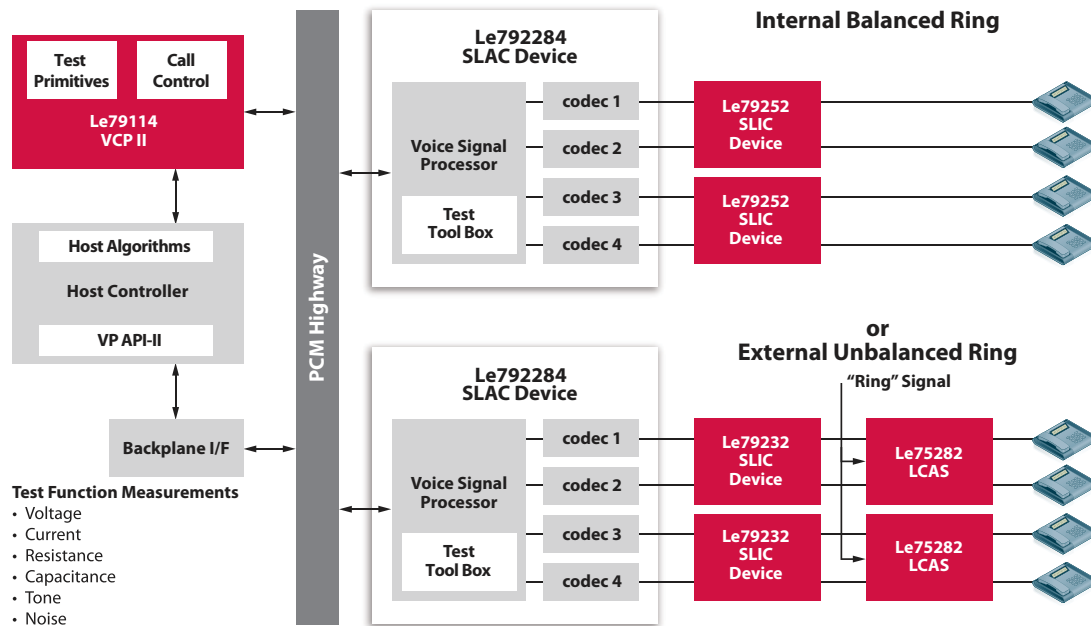 Test
Primitives
Call
Control
Le79114
VCP II
Host Algorithms
Host Controller
VP API-II
Backplane I/F
Test Function Measurements
• Voltage
• Current
• Resistance
• Capacitance
• Tone
• Noise
PCM Highway
Le792284
SLAC Device
Voice Signal
Processor
Test
Tool Box
codec 1
codec 2
codec 3
codec 4
Internal Balanced Ring
Le79252
SLIC
Device
Le79252
SLIC
Device
or
External Unbalanced Ring
“Ring” Signal
Le792284
SLAC Device
Voice Signal
Processor
Test
Tool Box
codec 1
codec 2
codec 3
codec 4
Le79232
SLIC
Device
Le79232
SLIC
Device
Le75282
LCAS
Le75282
LCAS